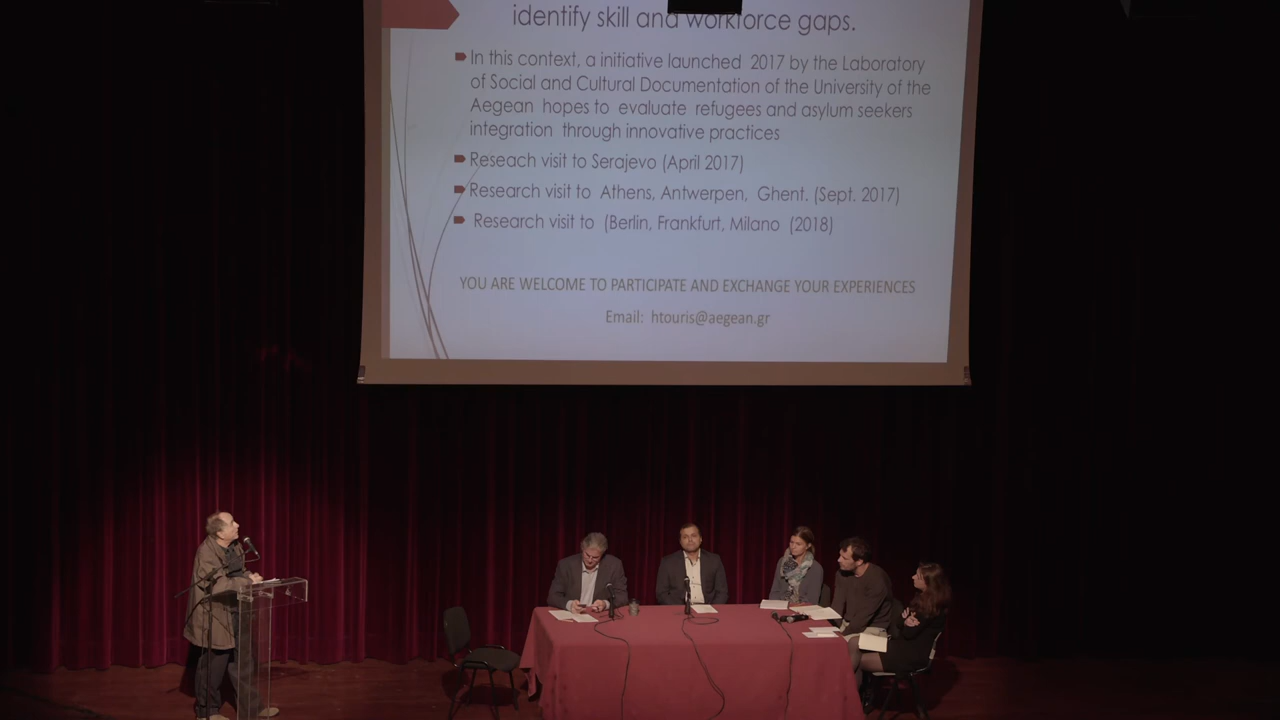 identify skill and workforce gaps.
In this context, a initiative launched 2017 by the Laboratory
of Social and Cultural Documentation of the University of the
Aegean hopes to evaluate refugees and asylum seekers
integration through innovative practices
Reseach visit to Serajevo (April 2017)
Research visit to Athens, Antwerpen, Ghent. (Sept. 2017)
Research visit to (Berlin, Frankfurt, Milano (2018)
YOU ARE WELCOME TO PARTICIPATE AND EXCHANGE YOUR EXPERIENCES
Email: htouris@aegean.gr